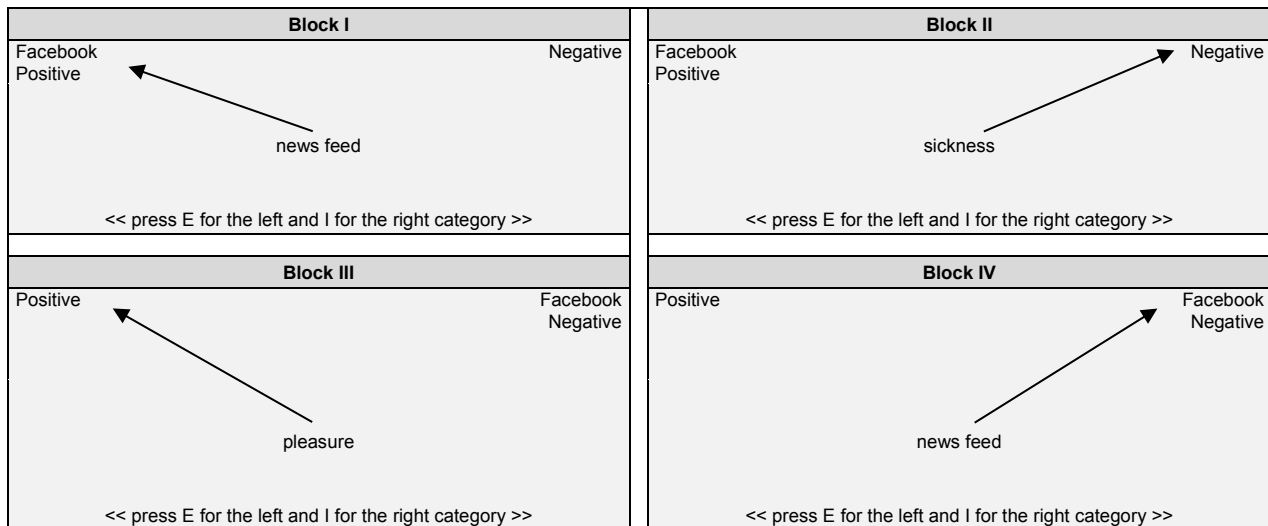 Block I
Facebook
Positive
Negative
news feed
<< press E for the left and I for the right category >>
Block II
Facebook
Positive
Negative
sickness
<< press E for the left and I for the right category >>
Block III
Positive
Facebook
Negative
pleasure
<< press E for the left and I for the right category >>
Block IV
Positive
Facebook
Negative
news feed
<< press E for the left and I for the right category >>